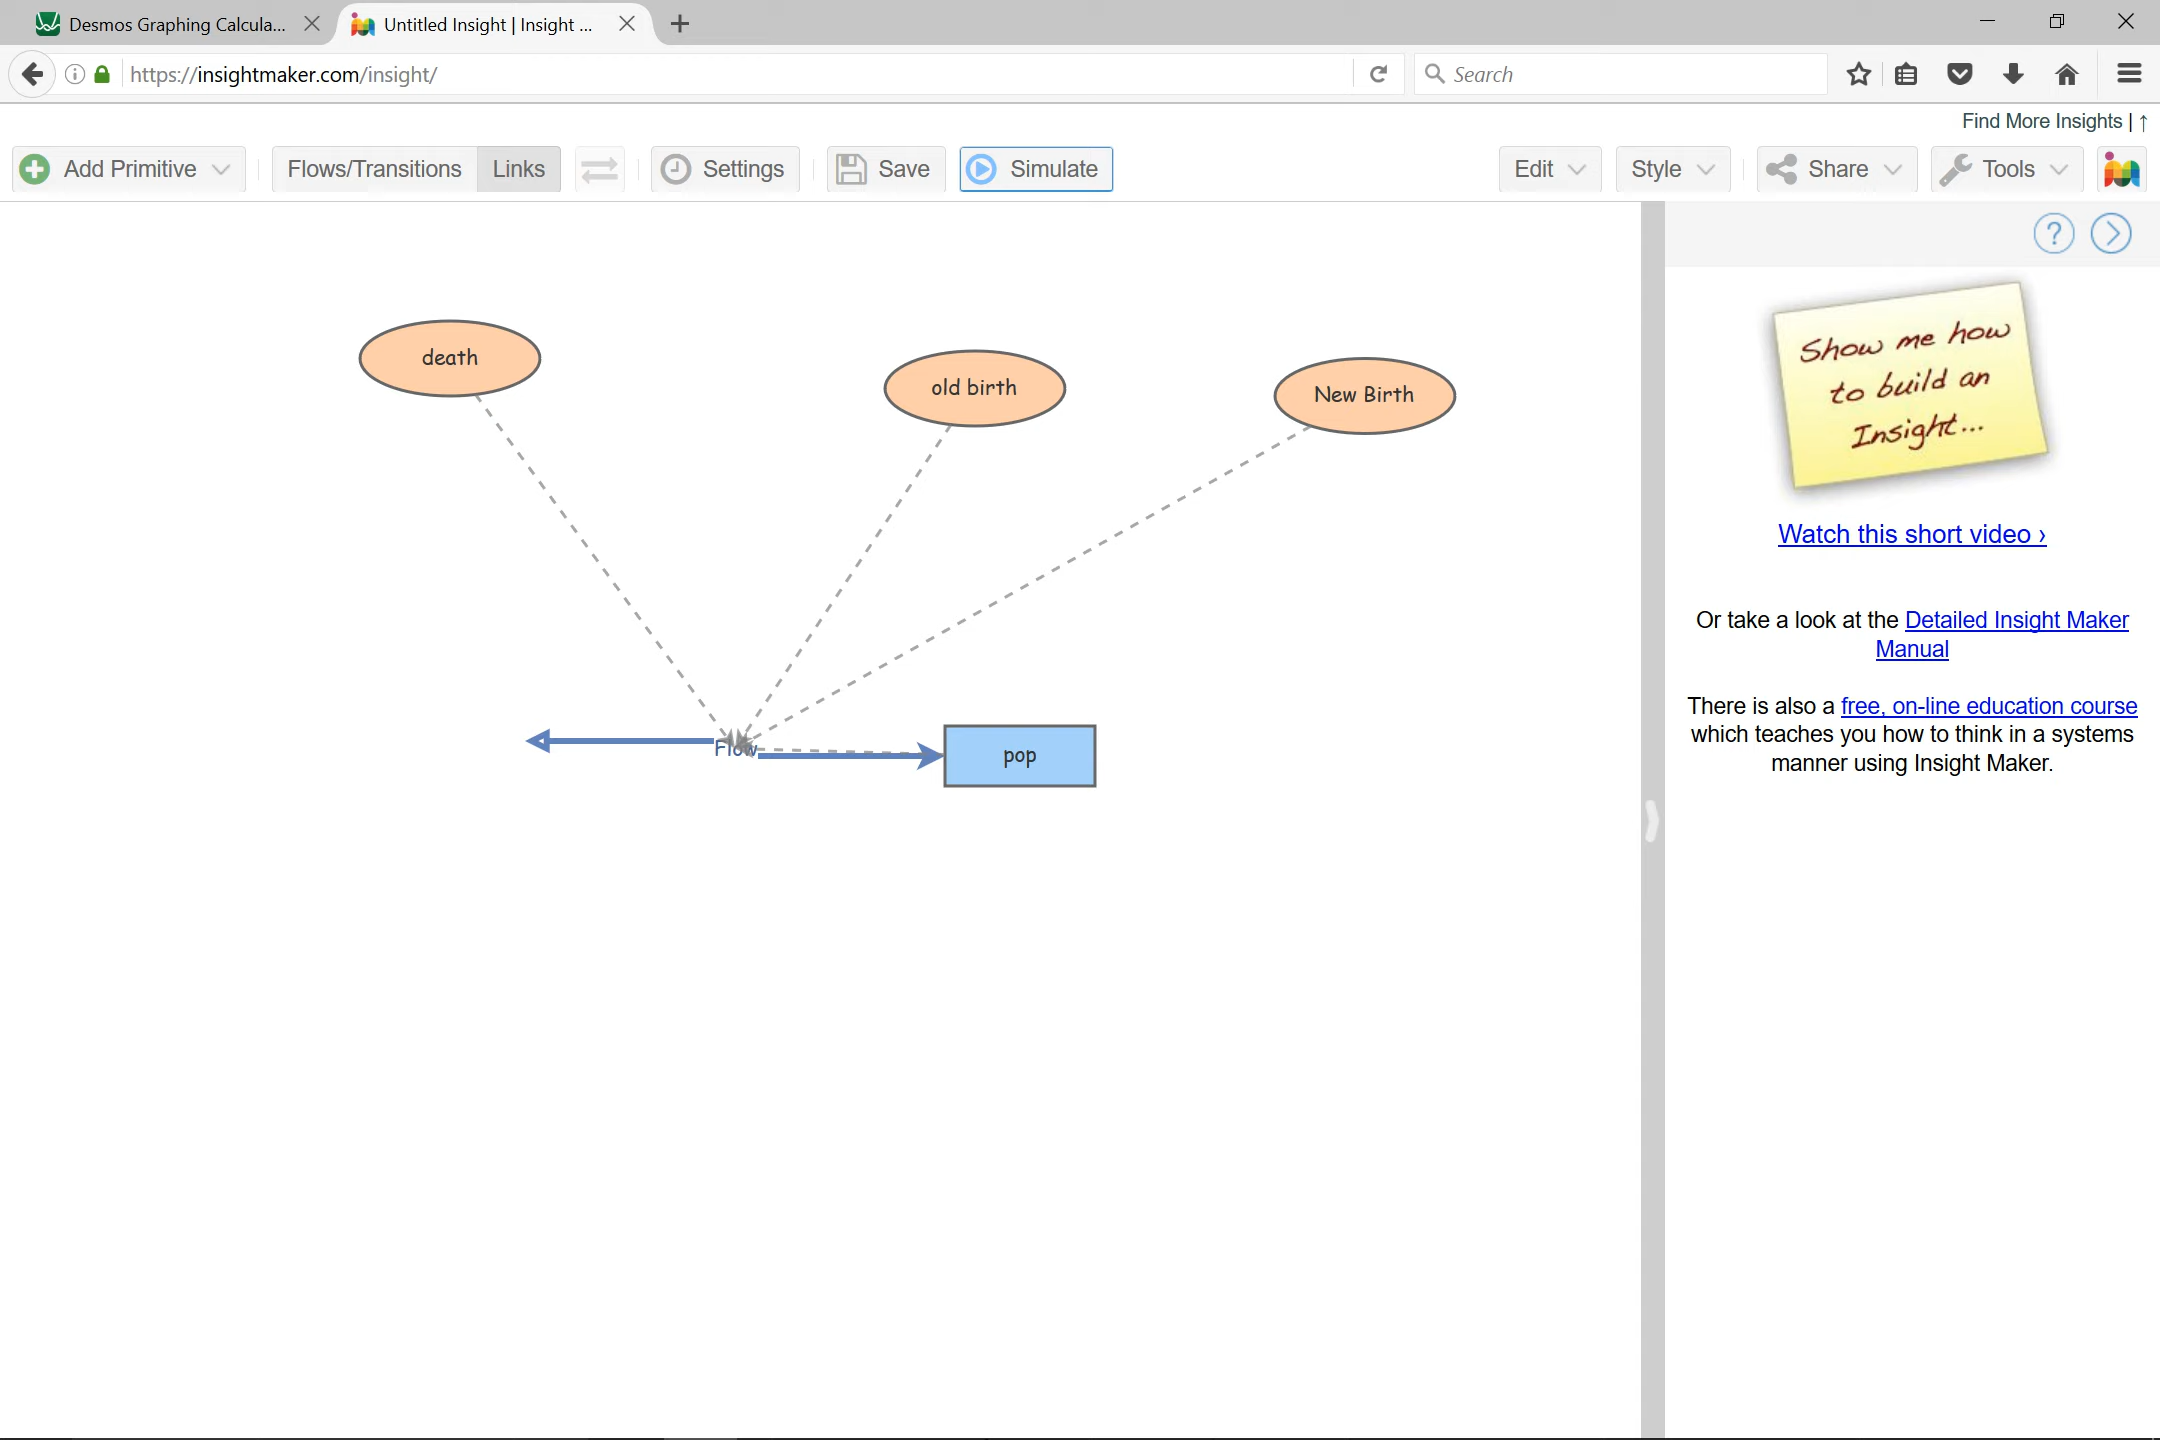 Desmos Graphing Calcula...
Untitled Insight | Insight ...
https://insightmaker.com/insight/
Search
Find More Insights | ↑
Add Primitive
Flows/Transitions
Links
Settings
Save
Simulate
Edit
Style
Share
Tools
death
old birth
New Birth
Flow
pop
?
Show me how
to build an
Insight...
Watch this short video ›
Or take a look at the Detailed Insight Maker
Manual
There is also a free, on-line education course
which teaches you how to think in a systems
manner using Insight Maker.